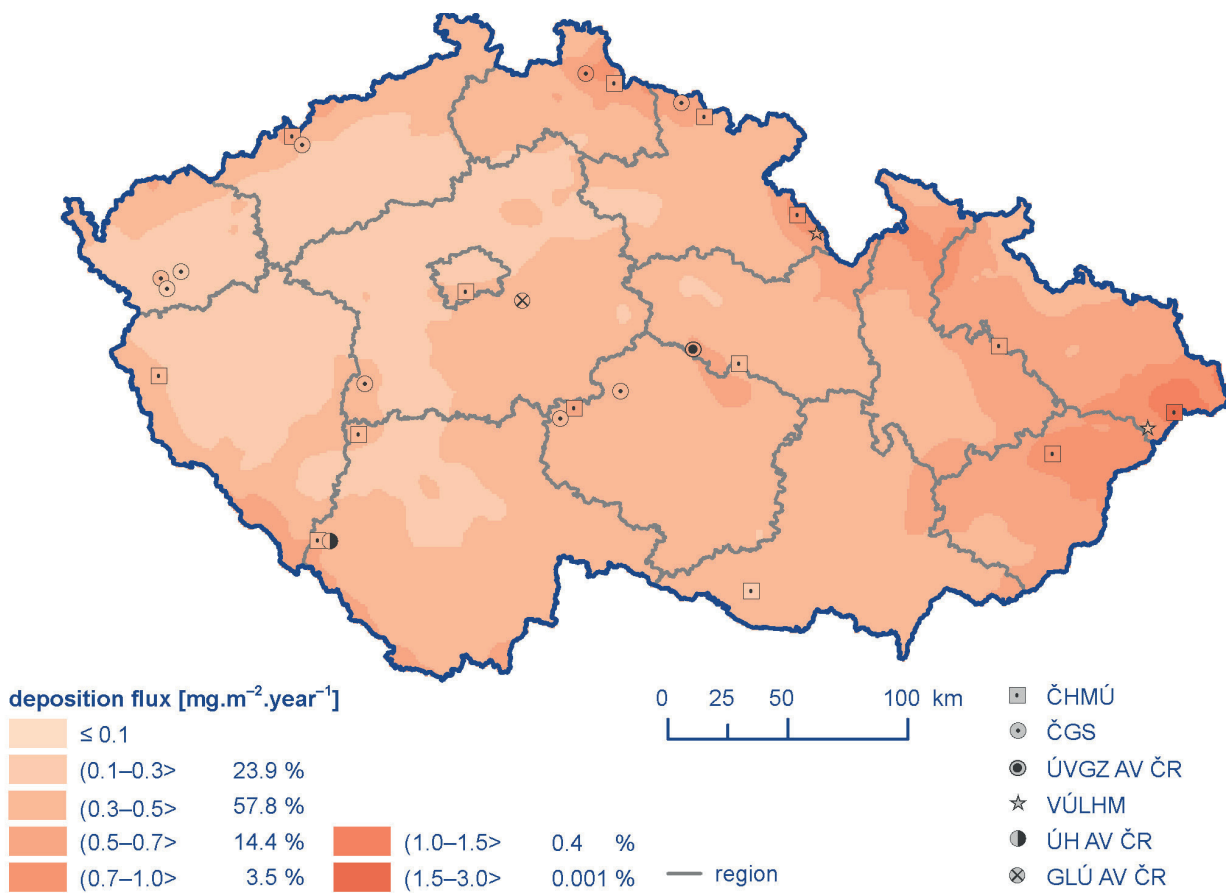 deposition flux [mg.m⁻².year⁻¹]
≤ 0.1
(0.1–0.3> 23.9 %
(0.3–0.5> 57.8 %
(0.5–0.7> 14.4 %
(0.7–1.0> 3.5 %
(1.0–1.5> 0.4 %
(1.5–3.0> 0.001 %
0 25 50 100 km
region
ČHMÚ
ČGS
ÚVGZ AV ČR
VÚLHM
ÚH AV ČR
GLÚ AV ČR